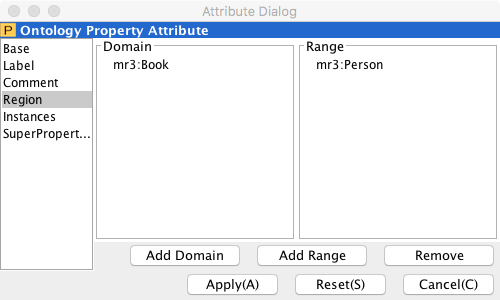 Attribute Dialog
P Ontology Property Attribute
Base
Label
Comment
Region
Instances
SuperPropert...
Domain
mr3:Book
Range
mr3:Person
Add Domain
Add Range
Remove
Apply(A)
Reset(S)
Cancel(C)